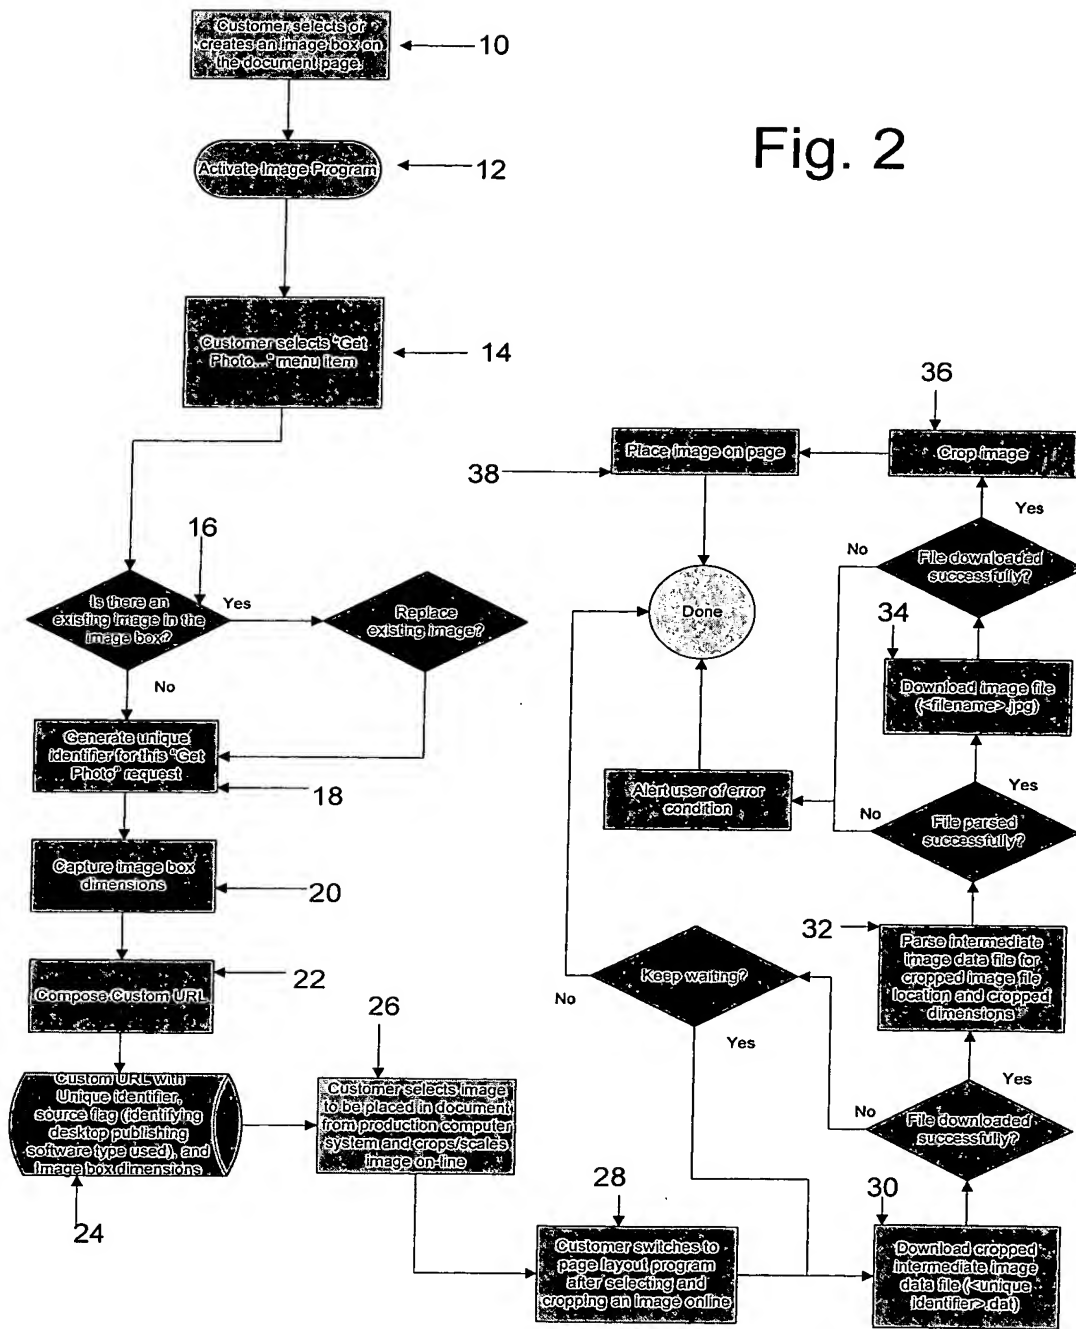 Customer selects or
creates an image box on
the document page.
10
Fig. 2
Activate Image Program
12
Customer selects "Get
Photo..." menu item
14
36
Place image on page
Crop image
38
Yes
16
No
File downloaded
successfully?
Is there an
existing image in the
image box?
Yes
Replace
existing image?
Done
34
No
Download image file
(<filename>.jpg)
Generate unique
identifier for this "Get
Photo" request
18
Alert user of error
condition
Yes
No
File parsed
successfully?
Capture image box
dimensions
20
32
Parse intermediate
image data file for
cropped image file
location and cropped
dimensions
Keep waiting?
No
Yes
22
Compose Custom URL
26
Yes
No
File downloaded
successfully?
Custom URL with
Unique identifier,
source flag (identifying
desktop publishing
software type used), and
Image box dimensions
24
Customer selects image
to be placed in document
from production computer
system and crops/scales
image on-line
28
30
Customer switches to
page layout program
after selecting and
cropping an image online
Download cropped
intermediate image
data file (<unique
identifier>.dat)